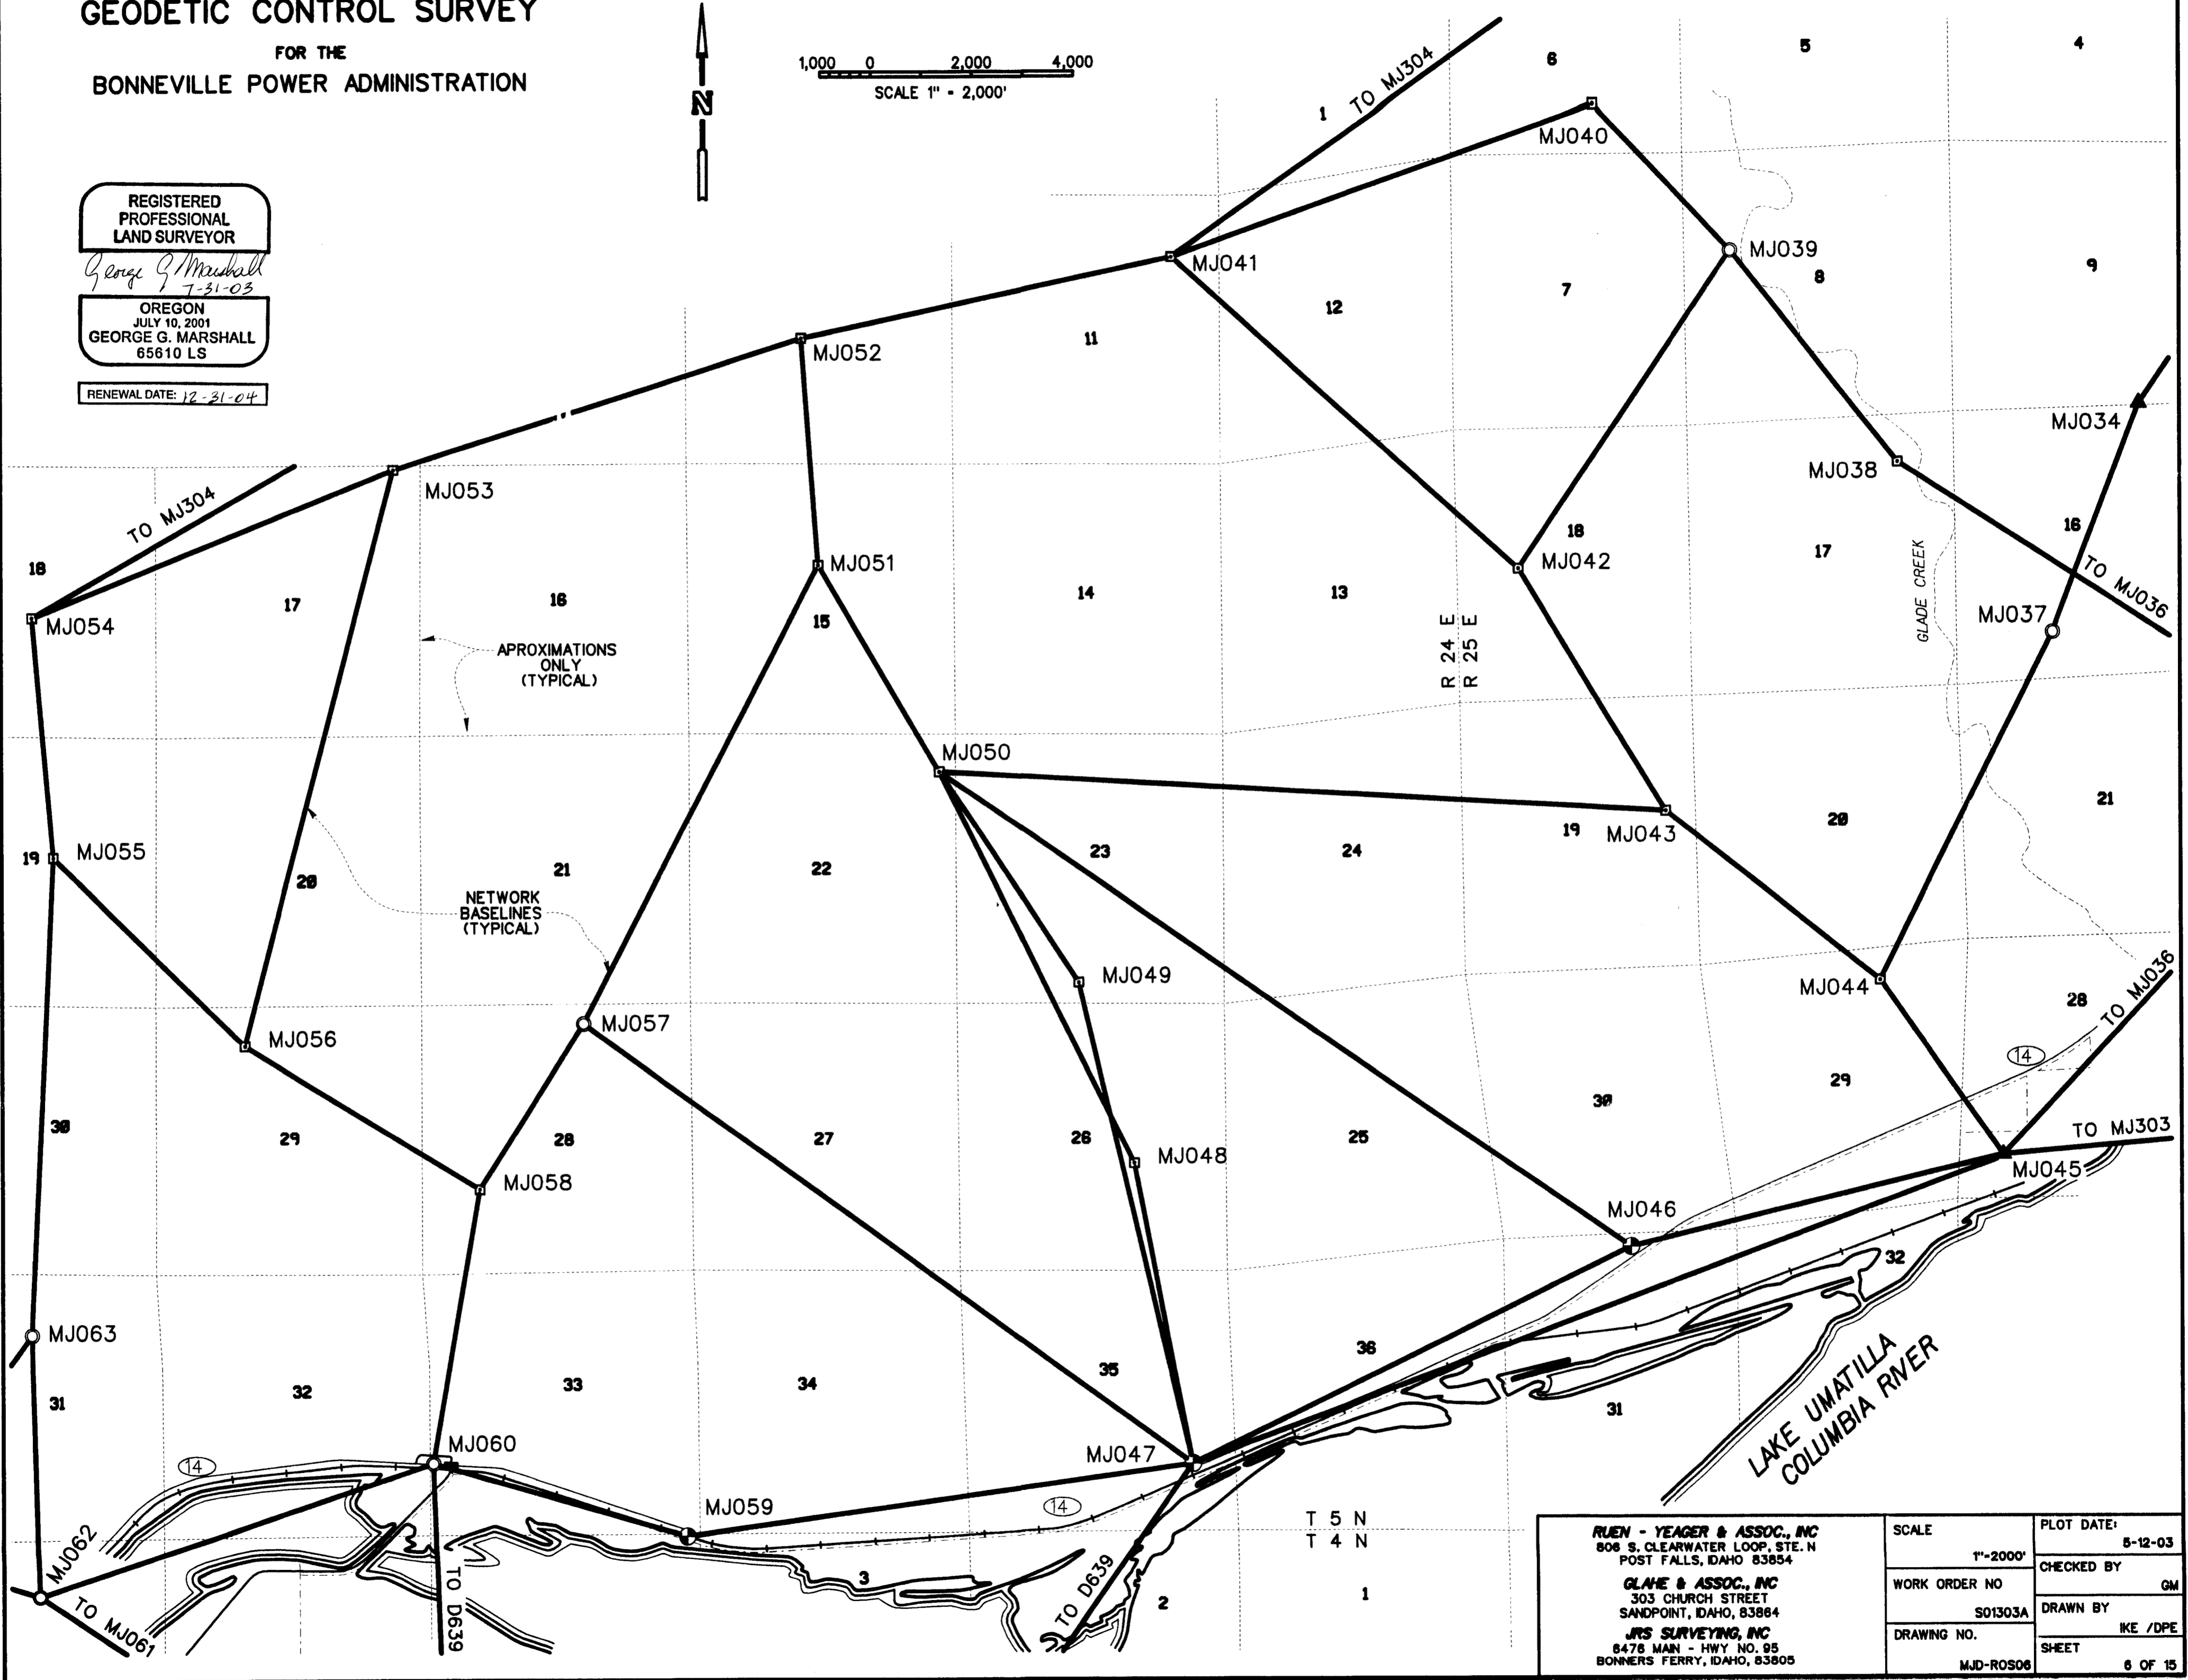 GEODETIC CONTROL SURVEY
FOR THE
BONNEVILLE POWER ADMINISTRATION
N
1,000 0 2,000 4,000
SCALE 1" - 2,000'
REGISTERED
PROFESSIONAL
LAND SURVEYOR
George G Marshall
7-31-03
OREGON
JULY 10, 2001
GEORGE G. MARSHALL
65610 LS
RENEWAL DATE: 12-31-04
6
5
4
1
TO MJ304
MJ040
MJ041
MJ039
8
9
7
12
11
MJ052
MJ034
MJ038
MJ053
TO MJ304
16
18
17
GLADE CREEK
MJ051
MJ042
TO MJ036
18
17
16
15
14
13
MJ037
MJ054
R 24 E
R 25 E
APROXIMATIONS
ONLY
(TYPICAL)
MJ050
21
20
19
MJ043
MJ055
19
20
21
22
23
24
NETWORK
BASELINES
(TYPICAL)
MJ049
MJ044
TO MJ036
28
MJ057
MJ056
14
29
30
30
29
28
27
26
25
TO MJ303
MJ048
MJ045
MJ058
MJ046
32
MJ063
36
35
34
33
32
31
31
LAKE UMATILLA
COLUMBIA RIVER
MJ060
MJ047
14
MJ059
14
T 5 N
T 4 N
MJ062
TO MJ061
TO D639
3
TO D639
2
1
RUEN - YEAGER & ASSOC., INC
806 S. CLEARWATER LOOP, STE. N
POST FALLS, IDAHO 83854
GLAHE & ASSOC., INC
303 CHURCH STREET
SANDPOINT, IDAHO, 83864
JRS SURVEYING, INC
6476 MAIN - HWY NO. 95
BONNERS FERRY, IDAHO, 83805
SCALE
1"-2000'
WORK ORDER NO
S01303A
DRAWING NO.
MJD-ROS06
PLOT DATE:
5-12-03
CHECKED BY
GM
DRAWN BY
IKE /DPE
SHEET
6 OF 15